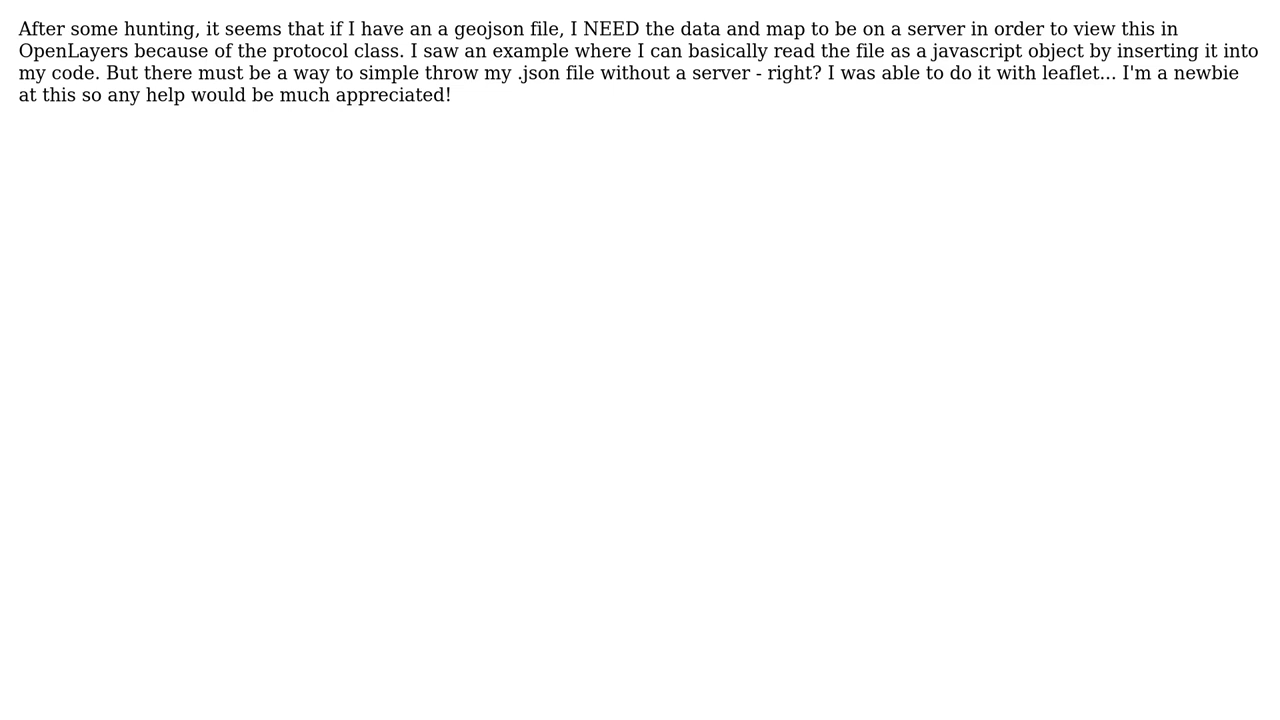 After some hunting, it seems that if I have an a geojson file, I NEED the data and map to be on a server in order to view this in
OpenLayers because of the protocol class. I saw an example where I can basically read the file as a javascript object by inserting it into
my code. But there must be a way to simple throw my .json file without a server - right? I was able to do it with leaflet... I'm a newbie
at this so any help would be much appreciated!